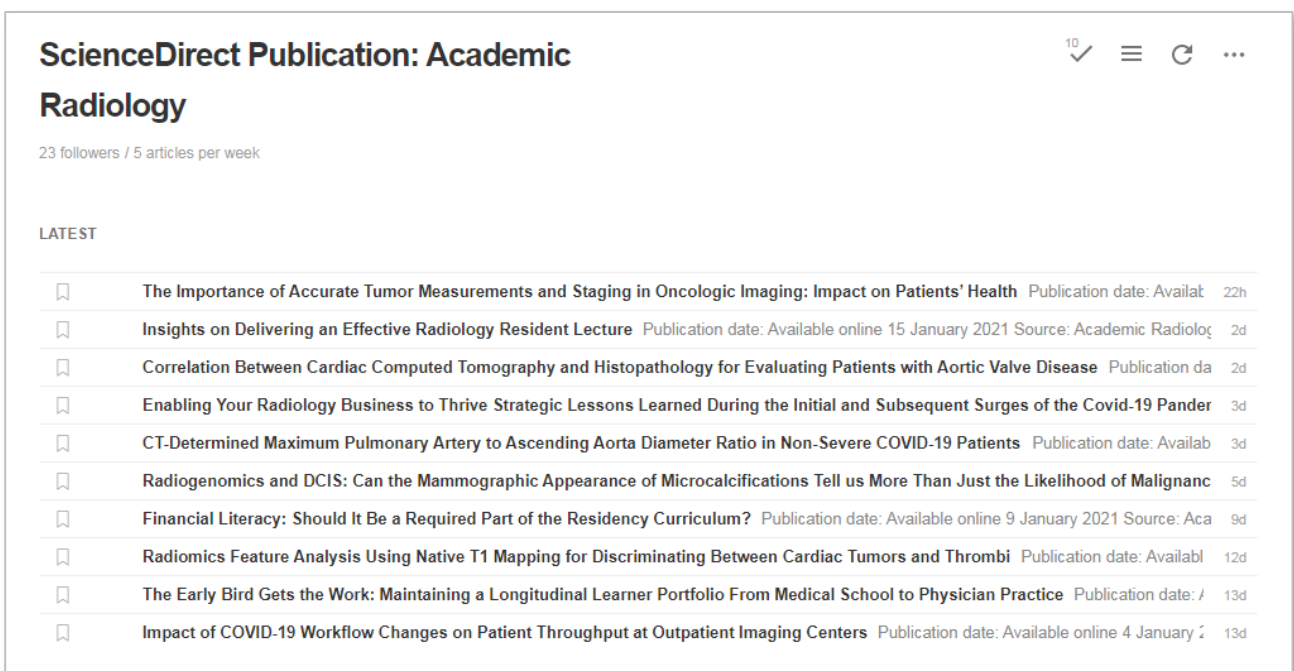 ScienceDirect Publication: Academic
Radiology
10
23 followers / 5 articles per week
LATEST
The Importance of Accurate Tumor Measurements and Staging in Oncologic Imaging: Impact on Patients' Health Publication date: Availab 22h
Insights on Delivering an Effective Radiology Resident Lecture Publication date: Available online 15 January 2021 Source: Academic Radiolog 2d
Correlation Between Cardiac Computed Tomography and Histopathology for Evaluating Patients with Aortic Valve Disease Publication da 2d
Enabling Your Radiology Business to Thrive Strategic Lessons Learned During the Initial and Subsequent Surges of the Covid-19 Pander 3d
CT-Determined Maximum Pulmonary Artery to Ascending Aorta Diameter Ratio in Non-Severe COVID-19 Patients Publication date: Availab 3d
Radiogenomics and DCIS: Can the Mammographic Appearance of Microcalcifications Tell us More Than Just the Likelihood of Malignanc 5d
Financial Literacy: Should It Be a Required Part of the Residency Curriculum? Publication date: Available online 9 January 2021 Source: Aca 9d
Radiomics Feature Analysis Using Native T1 Mapping for Discriminating Between Cardiac Tumors and Thrombi Publication date: Availabl 12d
The Early Bird Gets the Work: Maintaining a Longitudinal Learner Portfolio From Medical School to Physician Practice Publication date: 13d
Impact of COVID-19 Workflow Changes on Patient Throughput at Outpatient Imaging Centers Publication date: Available online 4 January 13d